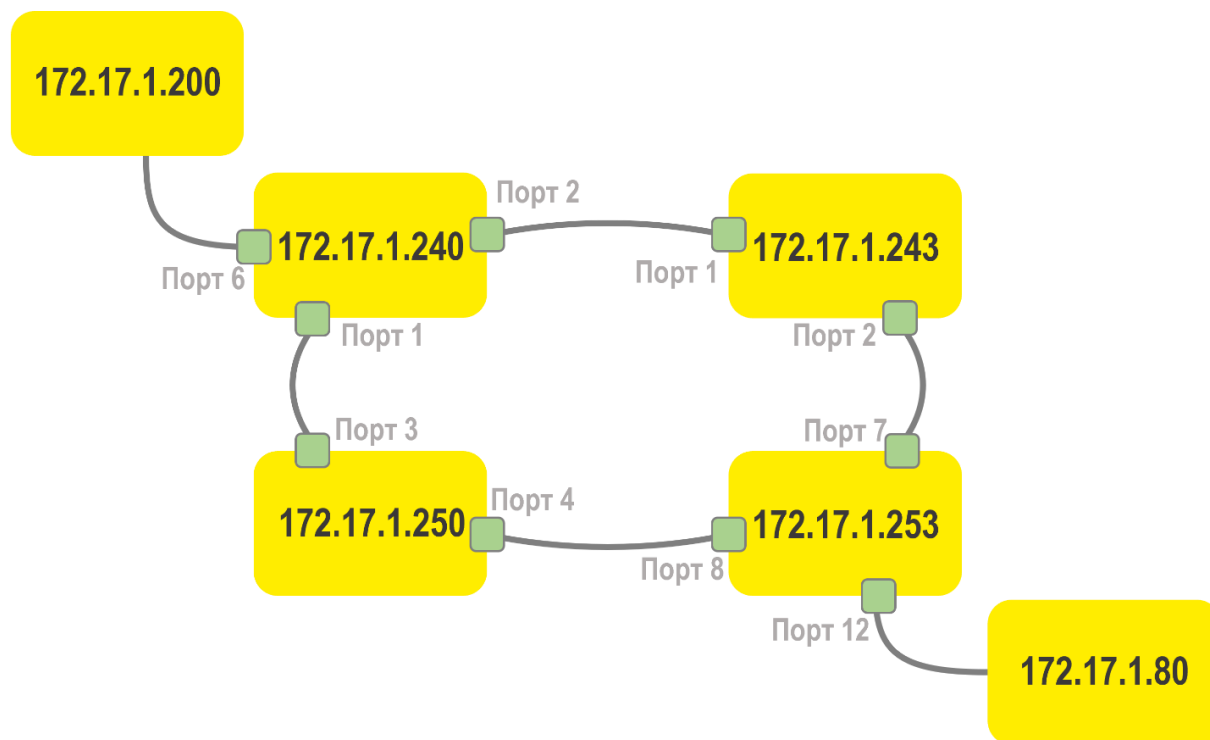 172.17.1.200
Порт 2
172.17.1.240
172.17.1.243
Порт 6
Порт 1
Порт 1
Порт 2
Порт 3
Порт 7
Порт 4
172.17.1.250
172.17.1.253
Порт 8
Порт 12
172.17.1.80